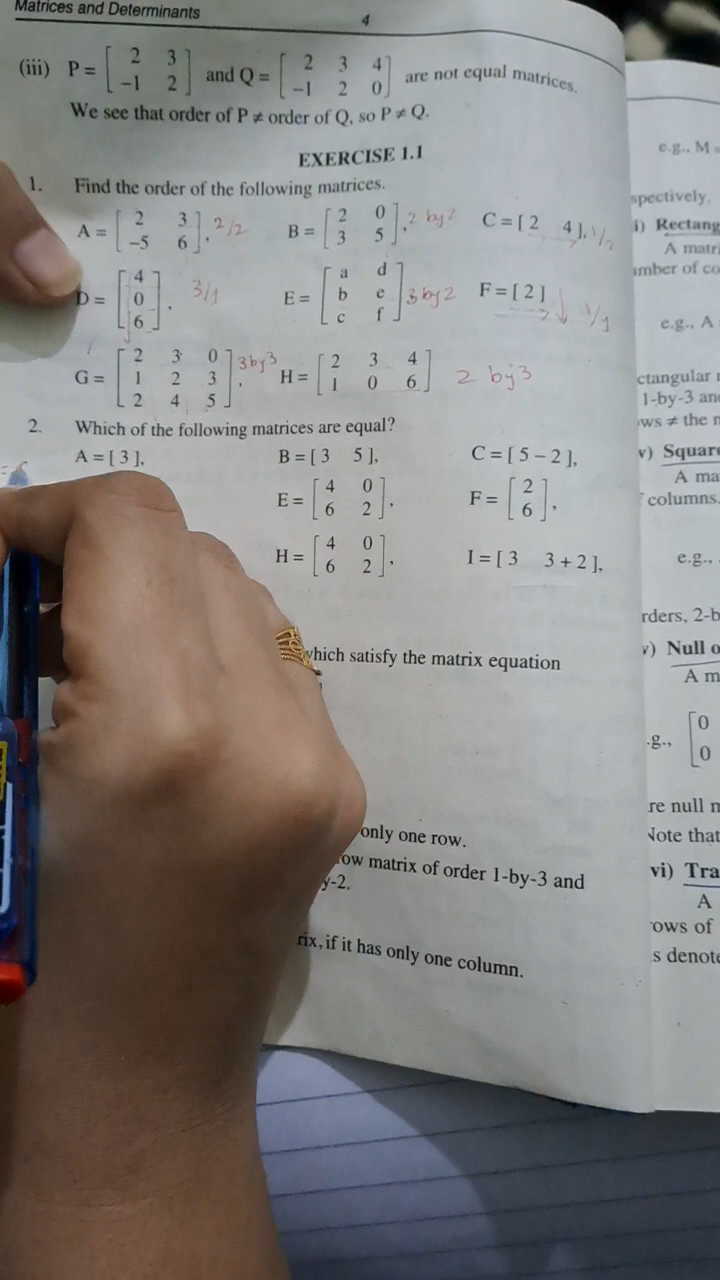 Matrices and Determinants 4
(iii) P = [ 2 3 ; −1 2 ] and Q = [ 2 3 4 ; −1 2 0 ] are not equal matrices.
We see that order of P ≠ order of Q, so P ≠ Q.
EXERCISE 1.1
1. Find the order of the following matrices.
A = [ 2 3 ; −5 6 ], 2/2 B = [ 2 0 ; 3 5 ], 2 by 2 C = [ 2 4 ], 1/2
D = [ 4 ; 0 ; 6 ], 3/1 E = [ a d ; b e ; c f ] 3 by 2 F = [ 2 ] 1/1
G = [ 2 3 0 ; 1 2 3 ; 2 4 5 ], 3 by 3 H = [ 2 3 4 ; 1 0 6 ] 2 by 3
2. Which of the following matrices are equal?
A = [ 3 ], B = [ 3 5 ], C = [ 5 − 2 ],
E = [ 4 0 ; 6 2 ], F = [ 2 ; 6 ],
H = [ 4 0 ; 6 2 ], I = [ 3 3 + 2 ].
which satisfy the matrix equation
only one row.
ow matrix of order 1-by-3 and
y-2.
rix, if it has only one column.
e.g., M =
spectively.
i) Rectang
A matri
umber of co
e.g., A
ctangular
1-by-3 an
ws ≠ the
v) Square
A ma
columns.
e.g.,
rders, 2-b
v) Null o
A m
.g., [ 0 ; 0
re null m
Note that
vi) Tra
A
rows of
s denote